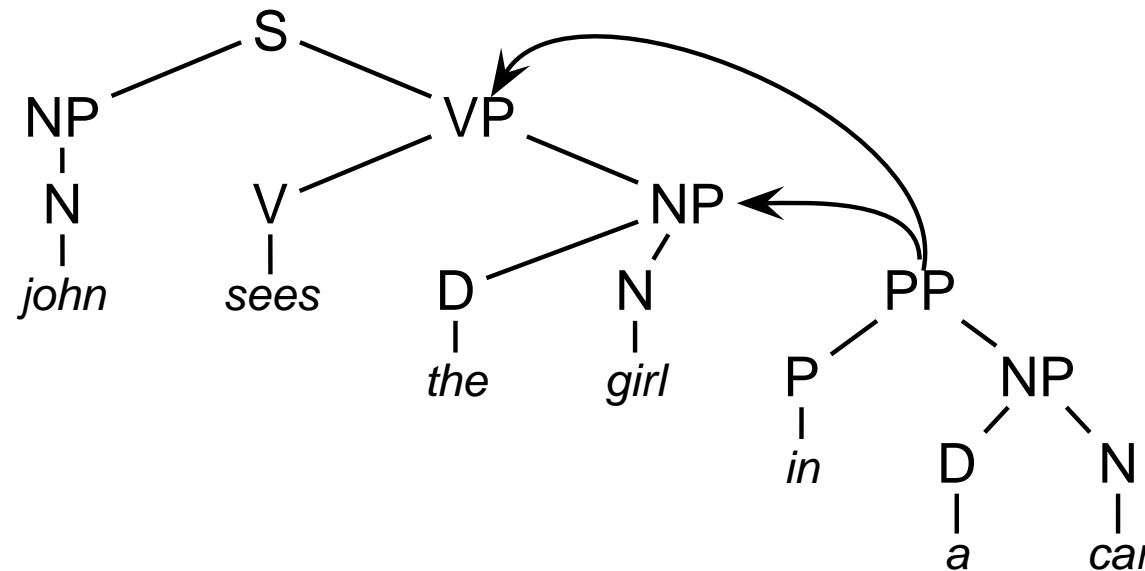 S
NP VP
N V NP
john sees D N PP
the girl P NP
in D N
a car